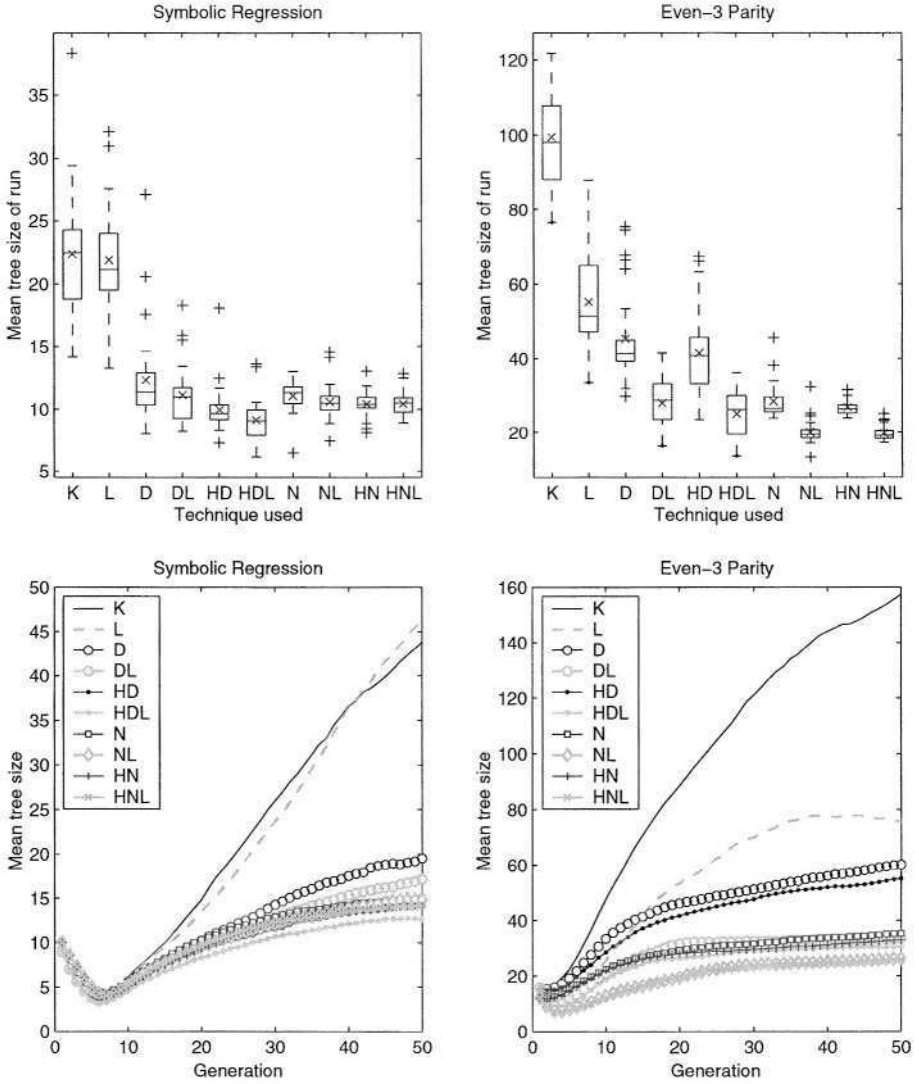 Symbolic Regression
Mean tree size of run
35
30
25
20
15
10
5
K L D DL HD HDL N NL HN HNL
Technique used
Even−3 Parity
Mean tree size of run
120
100
80
60
40
20
K L D DL HD HDL N NL HN HNL
Technique used
Symbolic Regression
Mean tree size
50
45
40
35
30
25
20
15
10
5
0
K
L
D
DL
HD
HDL
N
NL
HN
HNL
0 10 20 30 40 50
Generation
Even−3 Parity
Mean tree size
160
140
120
100
80
60
40
20
0
K
L
D
DL
HD
HDL
N
NL
HN
HNL
0 10 20 30 40 50
Generation